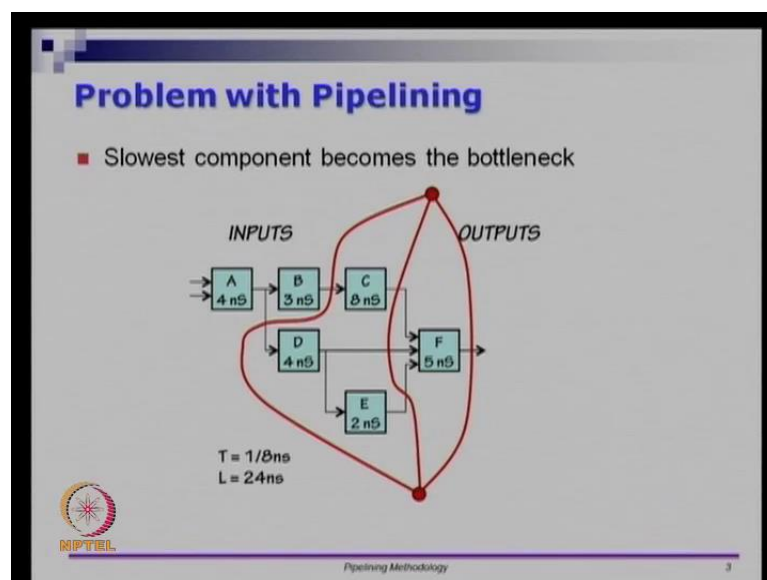 Problem with Pipelining
Slowest component becomes the bottleneck
INPUTS
OUTPUTS
A
4 nS
B
3 nS
C
8 nS
D
4 nS
F
5 nS
E
2 nS
T = 1/8ns
L = 24ns
NPTEL
Pipelining Methodology
3